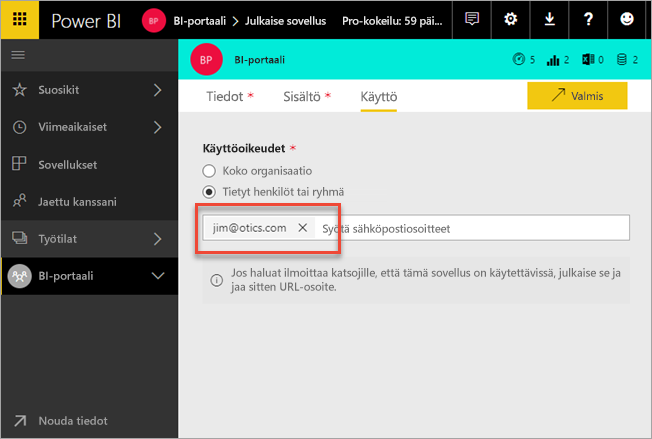 Power BI
BP
BI-portaali > Julkaise sovellus
Pro-kokeilu: 59 päi...
?
BP
BI-portaali
5
2
0
2
Suosikit
Viimeaikaiset
Sovellukset
Jaettu kanssani
Työtilat
BI-portaali
Nouda tiedot
Tiedot *
Sisältö *
Käyttö
Valmis
Käyttöoikeudet *
Koko organisaatio
Tietyt henkilöt tai ryhmä
jim@otics.com
Syötä sähköpostiosoitteet
Jos haluat ilmoittaa katsojille, että tämä sovellus on käytettävissä, julkaise se ja
jaa sitten URL-osoite.